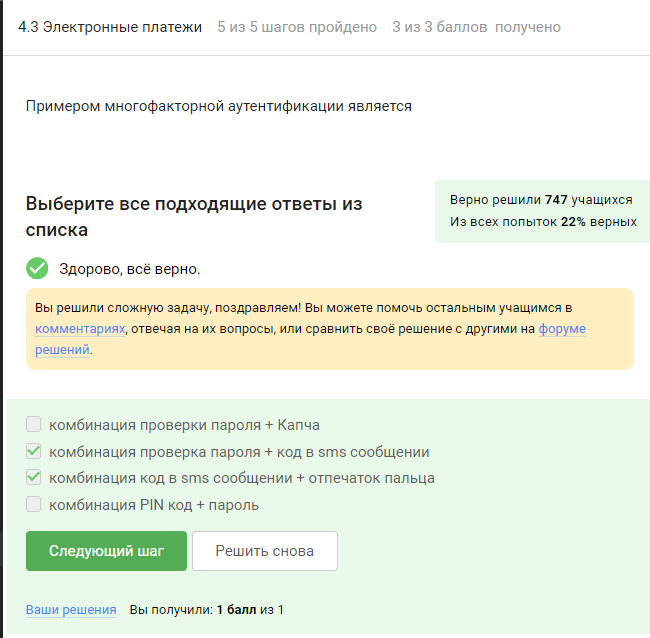 4.3 Электронные платежи 5 из 5 шагов пройдено 3 из 3 баллов получено
Примером многофакторной аутентификации является
Выберите все подходящие ответы из
списка
Верно решили 747 учащихся
Из всех попыток 22% верных
Здорово, всё верно.
Вы решили сложную задачу, поздравляем! Вы можете помочь остальным учащимся в
комментариях, отвечая на их вопросы, или сравнить своё решение с другими на форуме
решений.
комбинация проверки пароля + Капча
комбинация проверка пароля + код в sms сообщении
комбинация код в sms сообщении + отпечаток пальца
комбинация PIN код + пароль
Следующий шаг Решить снова
Ваши решения Вы получили: 1 балл из 1